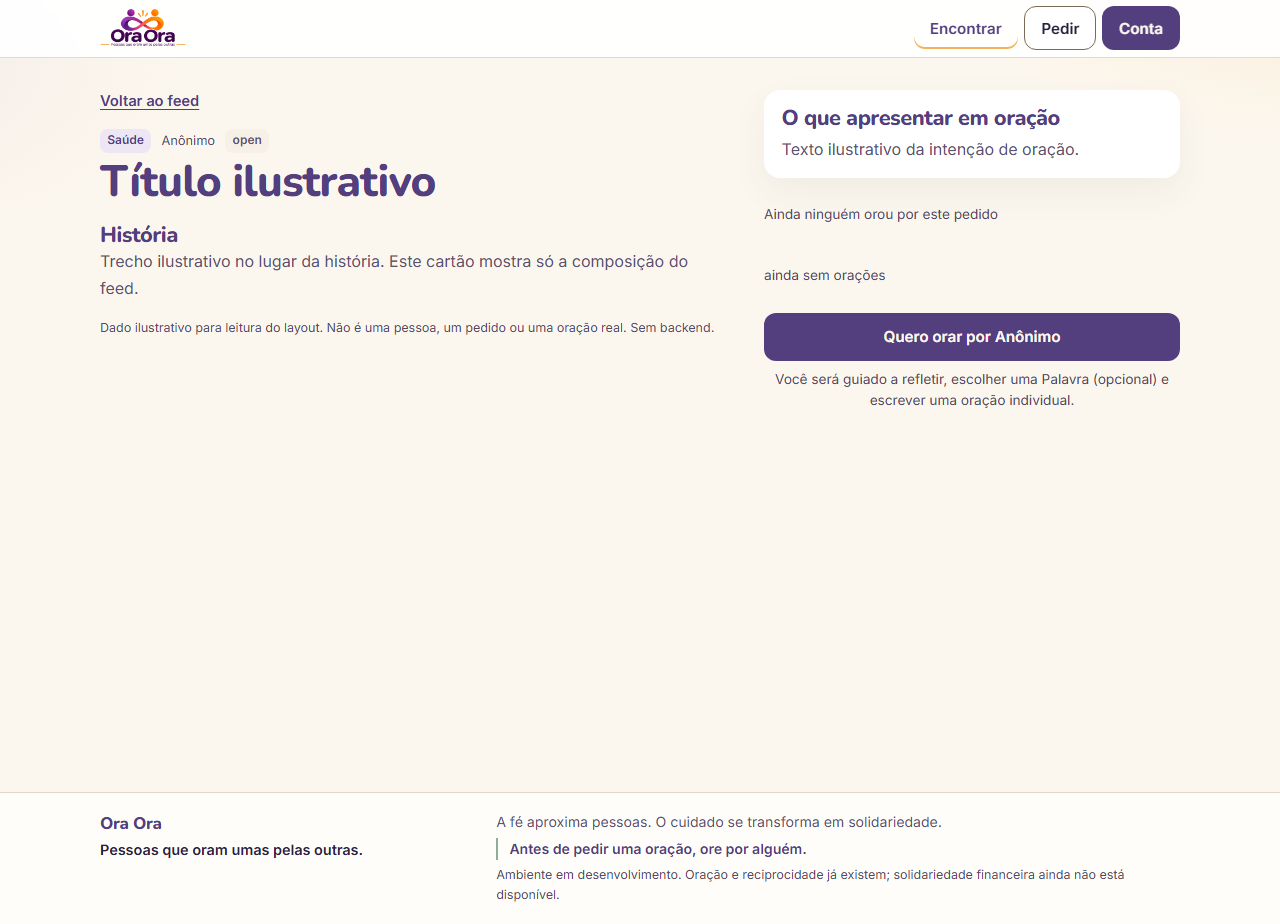 Ora Ora
Pessoas que oram umas pelas outras
Encontrar
Pedir
Conta
Voltar ao feed
Saúde
Anônimo
open
Título ilustrativo
História
Trecho ilustrativo no lugar da história. Este cartão mostra só a composição do
feed.
Dado ilustrativo para leitura do layout. Não é uma pessoa, um pedido ou uma oração real. Sem backend.
O que apresentar em oração
Texto ilustrativo da intenção de oração.
Ainda ninguém orou por este pedido
ainda sem orações
Quero orar por Anônimo
Você será guiado a refletir, escolher uma Palavra (opcional) e
escrever uma oração individual.
Ora Ora
Pessoas que oram umas pelas outras.
A fé aproxima pessoas. O cuidado se transforma em solidariedade.
Antes de pedir uma oração, ore por alguém.
Ambiente em desenvolvimento. Oração e reciprocidade já existem; solidariedade financeira ainda não está
disponível.